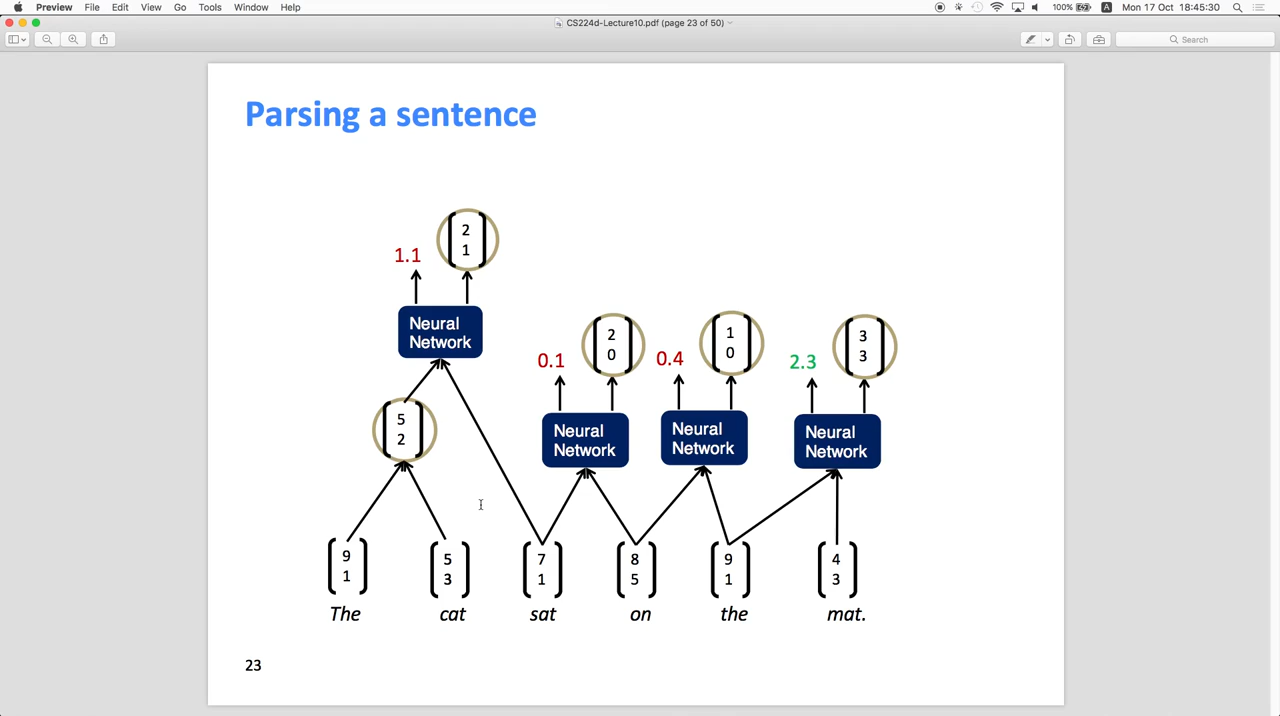 Preview File Edit View Go Tools Window Help 100% A Mon 17 Oct 18:45:30
CS224d-Lecture10.pdf (page 23 of 50)
Search
Parsing a sentence
2
1
1.1
Neural
Network
2
0
0.1
1
0
0.4
3
3
2.3
Neural
Network
Neural
Network
Neural
Network
5
2
9
1
5
3
7
1
8
5
9
1
4
3
The cat sat on the mat.
23